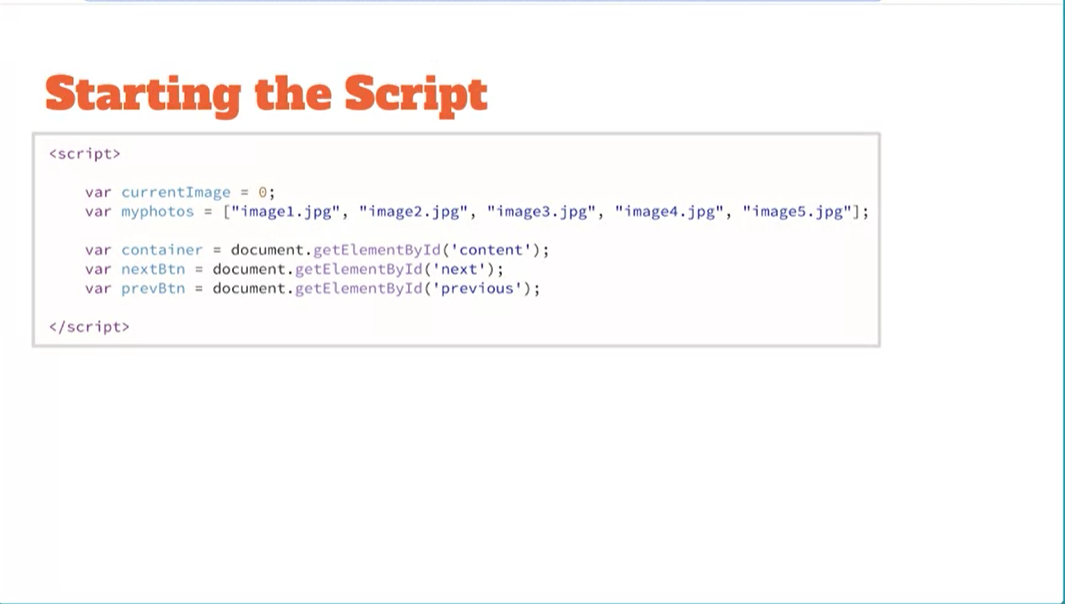 Starting the Script
<script>
var currentImage = 0;
var myphotos = ["image1.jpg", "image2.jpg", "image3.jpg", "image4.jpg", "image5.jpg"];
var container = document.getElementById('content');
var nextBtn = document.getElementById('next');
var prevBtn = document.getElementById('previous');
</script>